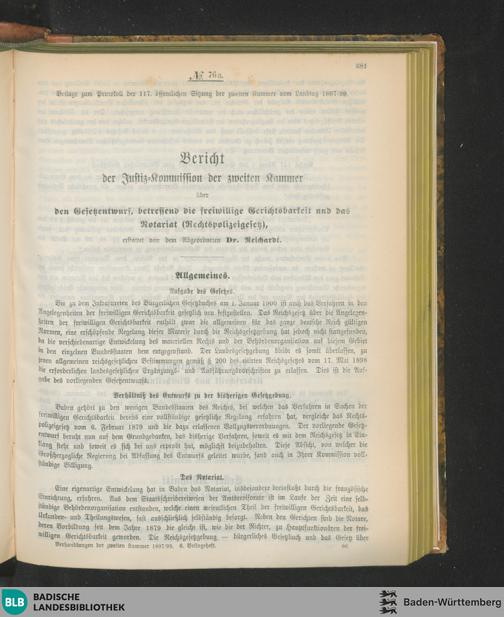 681
№ 76a.
Beilage zum Protokoll der 117. öffentlichen Sitzung der zweiten Kammer vom Landtag 1897/98.
Bericht
der Justiz-Kommission der zweiten Kammer
über
den Gesetzentwurf, betreffend die freiwillige Gerichtsbarkeit und das
Notariat (Rechtspolizeigesetz),
erstattet von dem Abgeordneten Dr. Reichardt.
Allgemeines.
Aufgabe des Gesetzes.
Bis zu dem Inkrafttreten des Bürgerlichen Gesetzbuches am 1. Januar 1900 ist auch das Verfahren in den
Angelegenheiten der freiwilligen Gerichtsbarkeit gesetzlich neu festzustellen. Das Reichsgesetz über die Angelegen-
heiten der freiwilligen Gerichtsbarkeit enthält zwar die allgemeinen für das ganze deutsche Reich giltigen
Normen, eine erschöpfende Regelung dieser Materie durch die Reichsgesetzgebung hat jedoch nicht stattgefunden,
da die verschiedenartige Entwickelung des materiellen Rechts und der Behördenorganisation auf diesem Gebiet
in den einzelnen Bundesstaaten dem entgegenstand. Der Landesgesetzgebung bleibt es somit überlassen, zu
jenen allgemeinen reichsgesetzlichen Bestimmungen gemäß § 200 des citirten Reichsgesetzes vom 17. Mai 1898
die erforderlichen landesgesetzlichen Ergänzungs- und Ausführungsvorschriften zu erlassen. Dies ist die Auf-
gabe des vorliegenden Gesetzentwurfs.
Verhältniß des Entwurfs zu der bisherigen Gesetzgebung.
Baden gehört zu den wenigen Bundesstaaten des Reiches, bei welchen das Verfahren in Sachen der
freiwilligen Gerichtsbarkeit bereits eine vollständige gesetzliche Regelung erfahren hat, vergleiche das Rechts-
polizeigesetz vom 6. Februar 1879 und die dazu erlassenen Vollzugsverordnungen. Der vorliegende Gesetz-
entwurf beruht nun auf dem Grundgedanken, das bisherige Verfahren, soweit es mit dem Reichsgesetz in Ein-
klang steht und soweit es sich bei uns erprobt hat, möglichst beizubehalten. Diese Absicht, von welcher die
Großherzogliche Regierung bei Abfassung des Entwurfs geleitet wurde, fand auch in Ihrer Kommission voll-
ständige Billigung.
Das Notariat.
Eine eigenartige Entwickelung hat in Baden das Notariat, insbesondere beeinflußt durch die französische
Einrichtung, erfahren. Aus dem Staatsschreibereiwesen der Amtsrevisorate ist im Laufe der Zeit eine selb-
ständige Behördenorganisation entstanden, welche einen wesentlichen Theil der freiwilligen Gerichtsbarkeit, das
Urkunden- und Theilungswesen, fast ausschließlich selbständig besorgt. Neben den Gerichten sind die Notare,
deren Vorbildung seit dem Jahre 1879 die gleiche ist, wie die der Richter, zu Hauptfunktionären der frei-
willigen Gerichtsbarkeit geworden. Die Reichsgesetzgebung — bürgerliches Gesetzbuch und das Gesetz über
Verhandlungen der zweiten Kammer 1897/98. 6. Beilageheft.
86
BLB
BADISCHE
LANDESBIBLIOTHEK
Baden-Württemberg